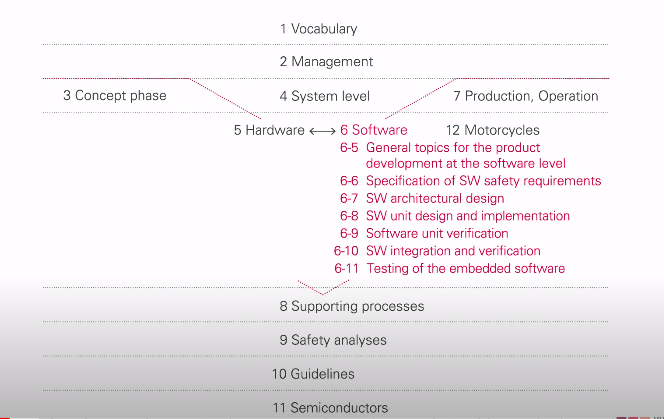 1 Vocabulary
2 Management
3 Concept phase
4 System level
7 Production, Operation
5 Hardware ⟷ 6 Software
12 Motorcycles
6-5 General topics for the product
development at the software level
6-6 Specification of SW safety requirements
6-7 SW architectural design
6-8 SW unit design and implementation
6-9 Software unit verification
6-10 SW integration and verification
6-11 Testing of the embedded software
8 Supporting processes
9 Safety analyses
10 Guidelines
11 Semiconductors